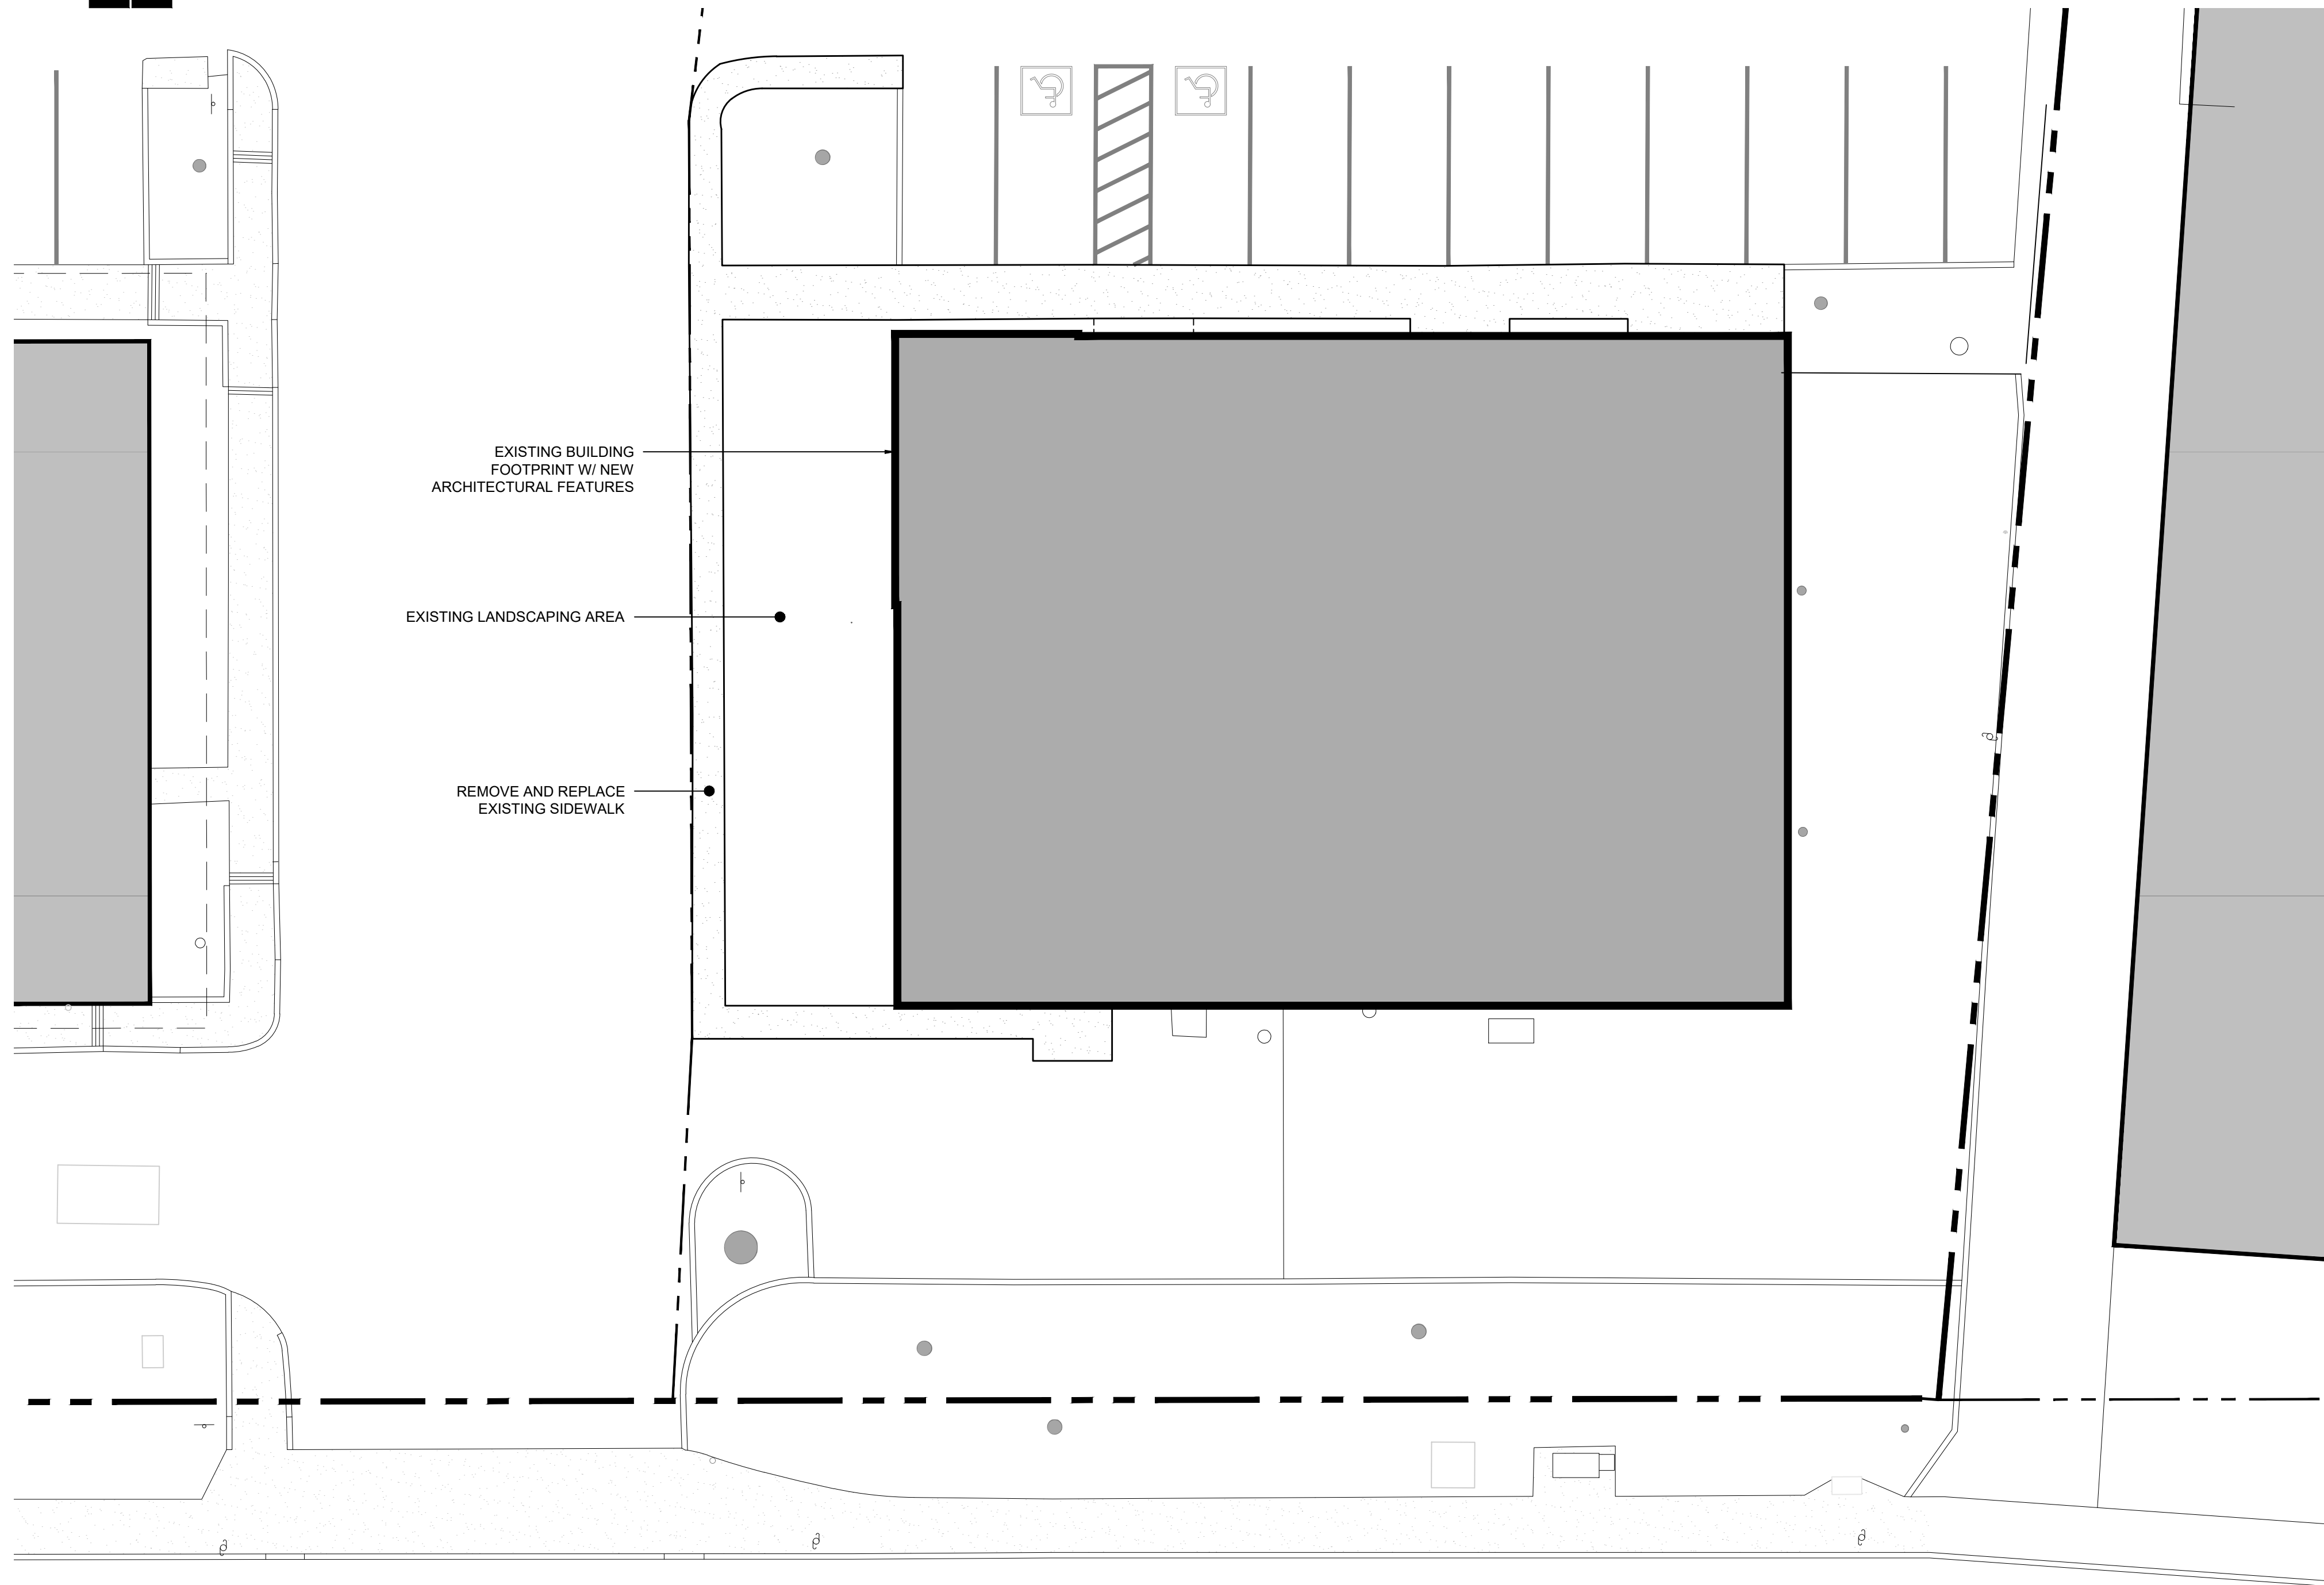 EXISTING BUILDING
FOOTPRINT W/ NEW
ARCHITECTURAL FEATURES
EXISTING LANDSCAPING AREA
REMOVE AND REPLACE
EXISTING SIDEWALK